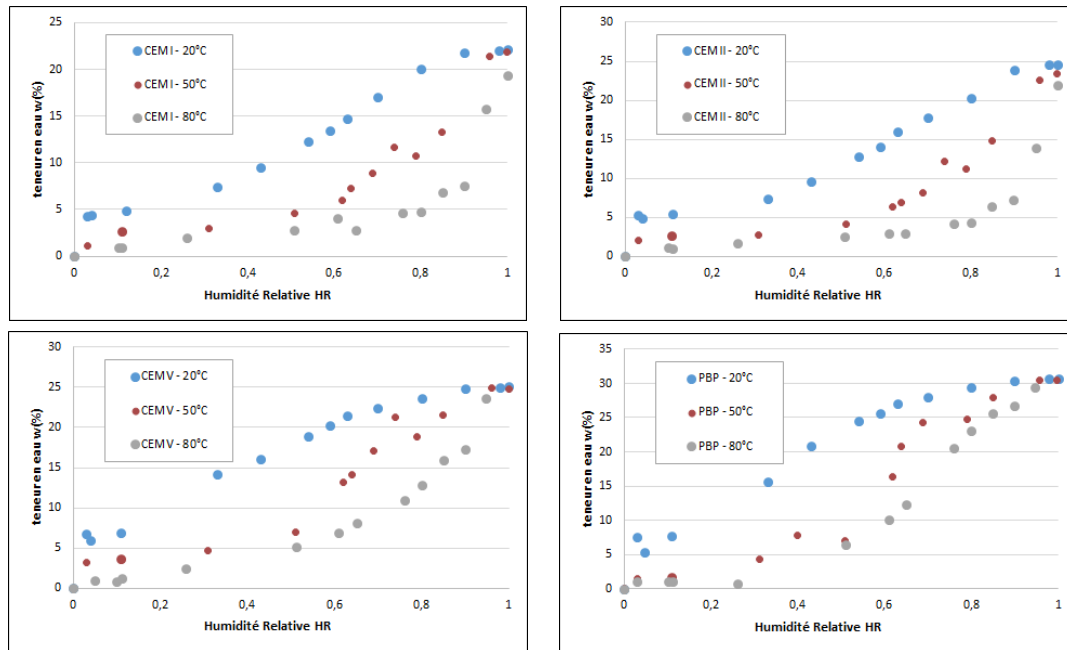 25
20
15
10
5
0
0
0,2
0,4
0,6
0,8
1
teneur en eau w(%)
Humidité Relative HR
CEM I - 20°C
CEM I - 50°C
CEM I - 80°C
30
25
20
15
10
5
0
0
0,2
0,4
0,6
0,8
1
teneur en eau w(%)
Humidité Relative HR
CEM II - 20°C
CEM II - 50°C
CEM II - 80°C
30
25
20
15
10
5
0
0
0,2
0,4
0,6
0,8
1
teneur en eau w(%)
Humidité Relative HR
CEM V - 20°C
CEM V - 50°C
CEM V - 80°C
35
30
25
20
15
10
5
0
0
0,2
0,4
0,6
0,8
1
teneur en eau w(%)
Humidité Relative HR
PBP - 20°C
PBP - 50°C
PBP - 80°C